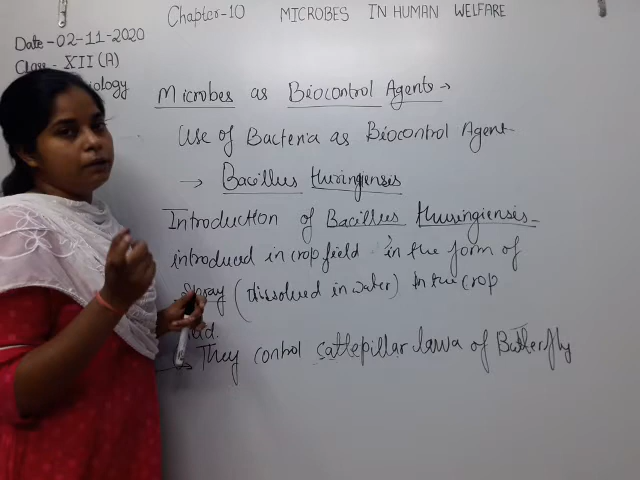 Chapter-10 MICROBES IN HUMAN WELFARE
Date - 02-11-2020
Class - XII (A)
iology
Microbes as Biocontrol Agents →
Use of Bacteria as Biocontrol Agent.
→ Bacillus thuringiensis
Introduction of Bacillus thuringiensis
introduced in crop field in the form of
Spray (dissolved in water) In the crop
→ They control catterpillar larva of Butterfly